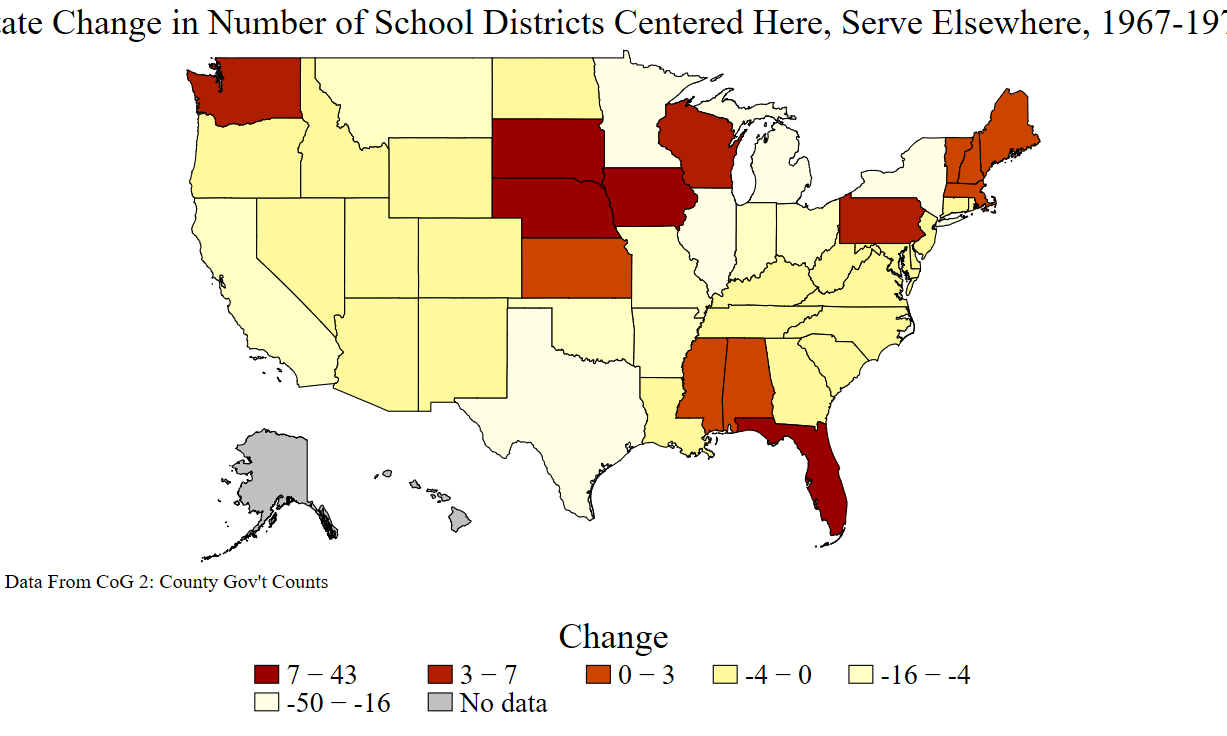 ate Change in Number of School Districts Centered Here, Serve Elsewhere, 1967-197
Data From CoG 2: County Gov't Counts
Change
7 − 43 3 − 7 0 − 3 -4 − 0 -16 − -4
-50 − -16 No data